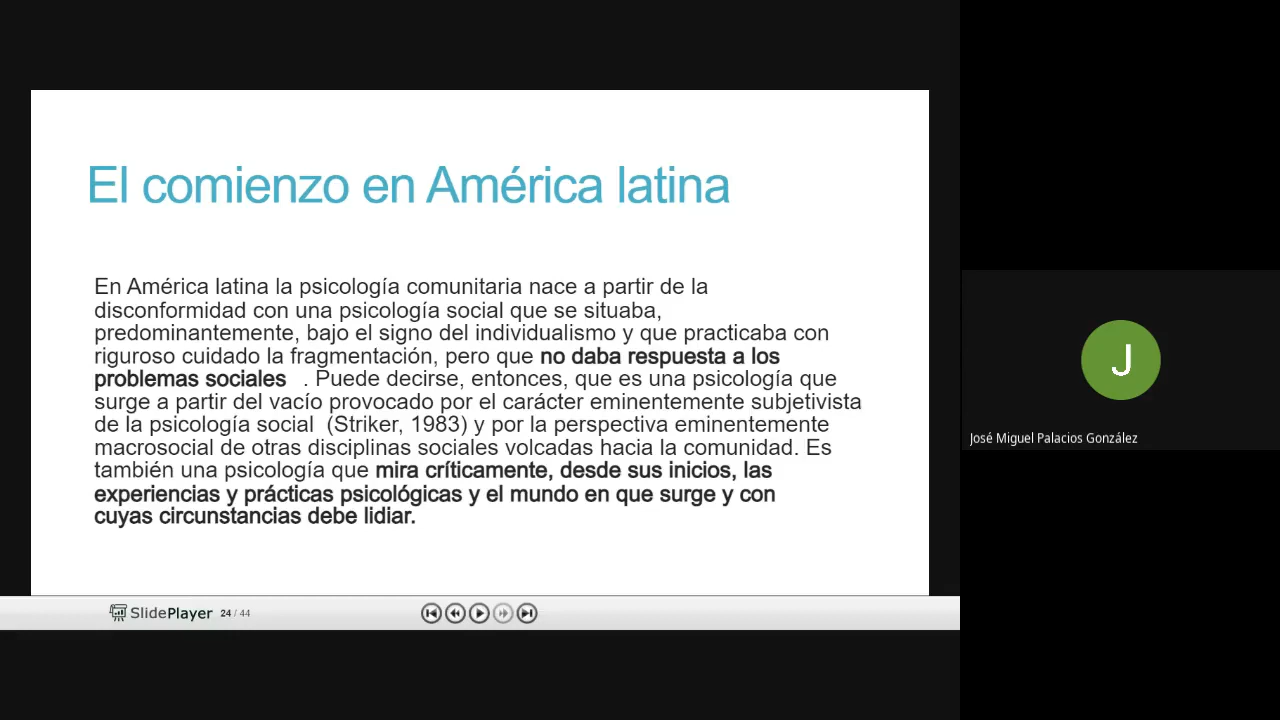 El comienzo en América latina
En América latina la psicología comunitaria nace a partir de la
disconformidad con una psicología social que se situaba,
predominantemente, bajo el signo del individualismo y que practicaba con
riguroso cuidado la fragmentación, pero que no daba respuesta a los
problemas sociales . Puede decirse, entonces, que es una psicología que
surge a partir del vacío provocado por el carácter eminentemente subjetivista
de la psicología social (Striker, 1983) y por la perspectiva eminentemente
macrosocial de otras disciplinas sociales volcadas hacia la comunidad. Es
también una psicología que mira críticamente, desde sus inicios, las
experiencias y prácticas psicológicas y el mundo en que surge y con
cuyas circunstancias debe lidiar.
SlidePlayer 24 / 44
J
José Miguel Palacios González